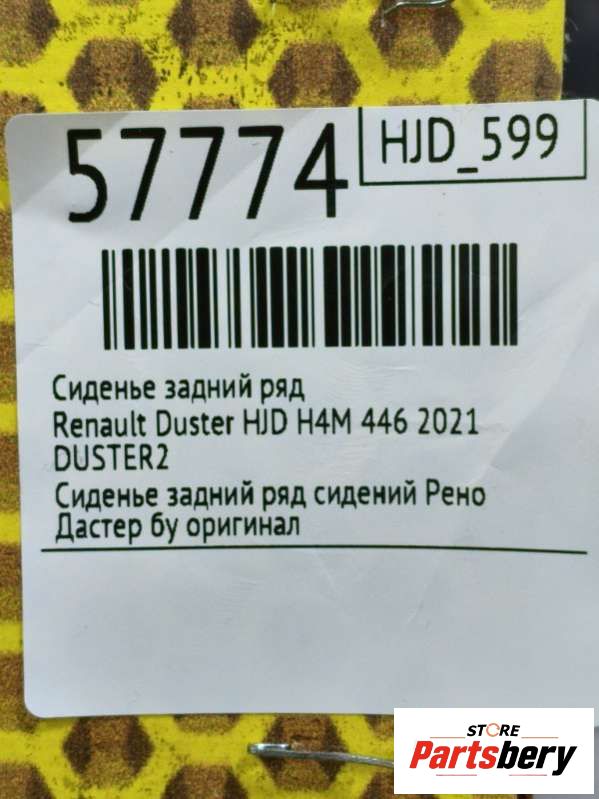 57774
HJD_599
Сиденье задний ряд
Renault Duster HJD H4M 446 2021
DUSTER2
Сиденье задний ряд сидений Рено
Дастер бу оригинал
STORE
Partsbery